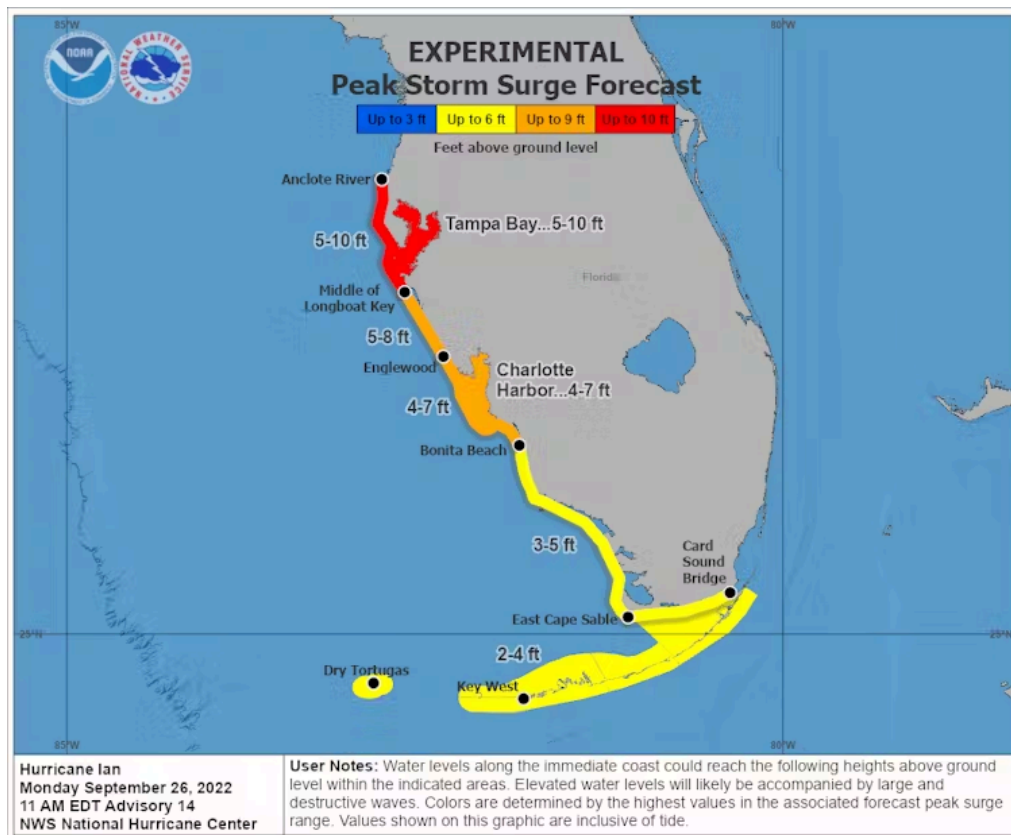 85°W
80°W
NOAA
NATIONAL WEATHER SERVICE
EXPERIMENTAL
Peak Storm Surge Forecast
Up to 3 ft
Up to 6 ft
Up to 9 ft
Up to 10 ft
Feet above ground level
Anclote River
Tampa Bay...5-10 ft
5-10 ft
Florida
Middle of
Longboat Key
5-8 ft
Englewood
Charlotte
Harbor...4-7 ft
4-7 ft
Bonita Beach
3-5 ft
Card
Sound
Bridge
East Cape Sable
25°N
25°N
2-4 ft
Dry Tortugas
Key West
85°W
80°W
Hurricane Ian
Monday September 26, 2022
11 AM EDT Advisory 14
NWS National Hurricane Center
User Notes: Water levels along the immediate coast could reach the following heights above ground
level within the indicated areas. Elevated water levels will likely be accompanied by large and
destructive waves. Colors are determined by the highest values in the associated forecast peak surge
range. Values shown on this graphic are inclusive of tide.